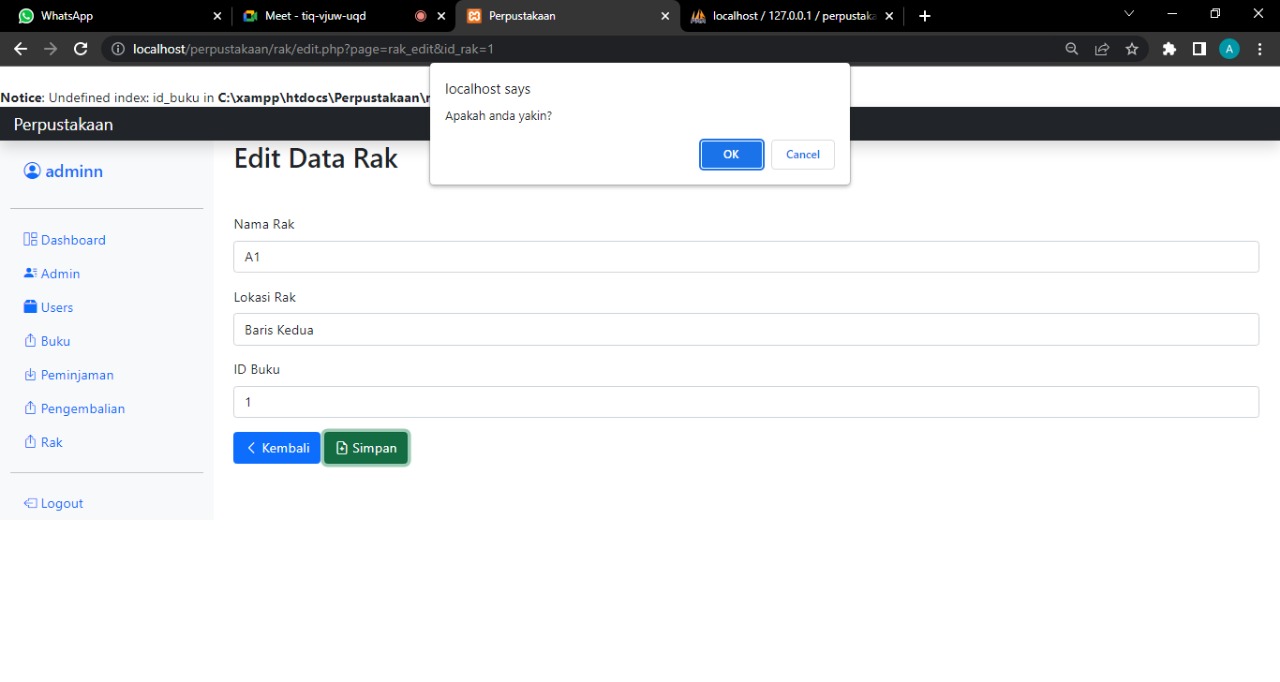 WhatsApp
Meet - tiq-vjuw-uqd
Perpustakaan
localhost / 127.0.0.1 / perpustaka
localhost/perpustakaan/rak/edit.php?page=rak_edit&id_rak=1
A
Notice: Undefined index: id_buku in C:\xampp\htdocs\Perpustakaan\
localhost says
Apakah anda yakin?
OK
Cancel
Perpustakaan
adminn
Dashboard
Admin
Users
Buku
Peminjaman
Pengembalian
Rak
Logout
Edit Data Rak
Nama Rak
A1
Lokasi Rak
Baris Kedua
ID Buku
1
Kembali
Simpan